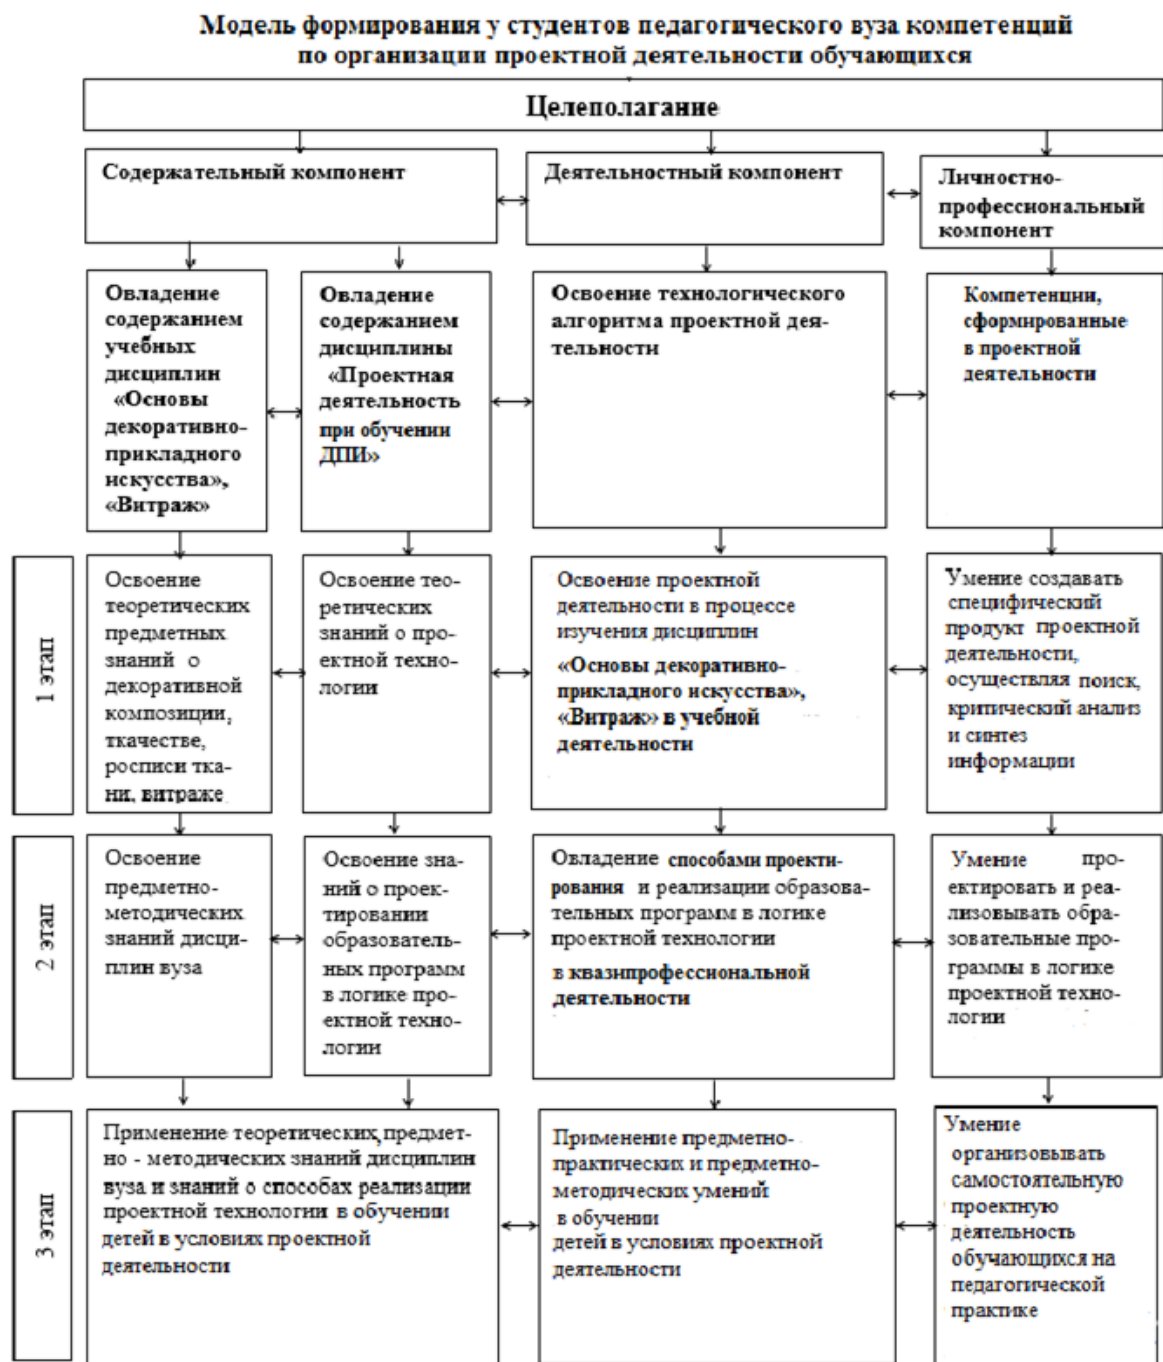 Модель формирования у студентов педагогического вуза компетенций
по организации проектной деятельности обучающихся
Целеполагание
Содержательный компонент
Деятельностный компонент
Личностно-
профессиональный
компонент
Овладение
содержанием
учебных
дисциплин
«Основы
декоративно-
прикладного
искусства»,
«Витраж»
Овладение
содержанием
дисциплины
«Проектная
деятельность
при обучении
ДПИ»
Освоение технологического
алгоритма проектной дея-
тельности
Компетенции,
сформированные
в проектной
деятельности
1 этап
Освоение
теоретических
предметных
знаний о
декоративной
композиции,
ткачестве,
росписи тка-
ни, витраже
Освоение тео-
ретических
знаний о про-
ектной техно-
логии
Освоение проектной
деятельности в процессе
изучения дисциплин
«Основы декоративно-
прикладного искусства»,
«Витраж» в учебной
деятельности
Умение создавать
специфический
продукт проектной
деятельности,
осуществляя поиск,
критический анализ
и синтез
информации
2 этап
Освоение
предметно-
методических
знаний дисци-
плин вуза
Освоение зна-
ний о проек-
тировании
образователь-
ных программ
в логике про-
ектной техно-
логии
Овладение способами проекти-
рования и реализации образова-
тельных программ в логике
проектной технологии
в квазипрофессиональной
деятельности
Умение про-
ектировать и реа-
лизовывать обра-
зовательные про-
граммы в логике
проектной техно-
логии
3 этап
Применение теоретических,предмет-
но - методических знаний дисциплин
вуза и знаний о способах реализации
проектной технологии в обучении
детей в условиях проектной
деятельности
Применение предметно-
практических и предметно-
методических умений
в обучении
детей в условиях проектной
деятельности
Умение
организовывать
самостоятельную
проектную
деятельность
обучающихся на
педагогической
практике